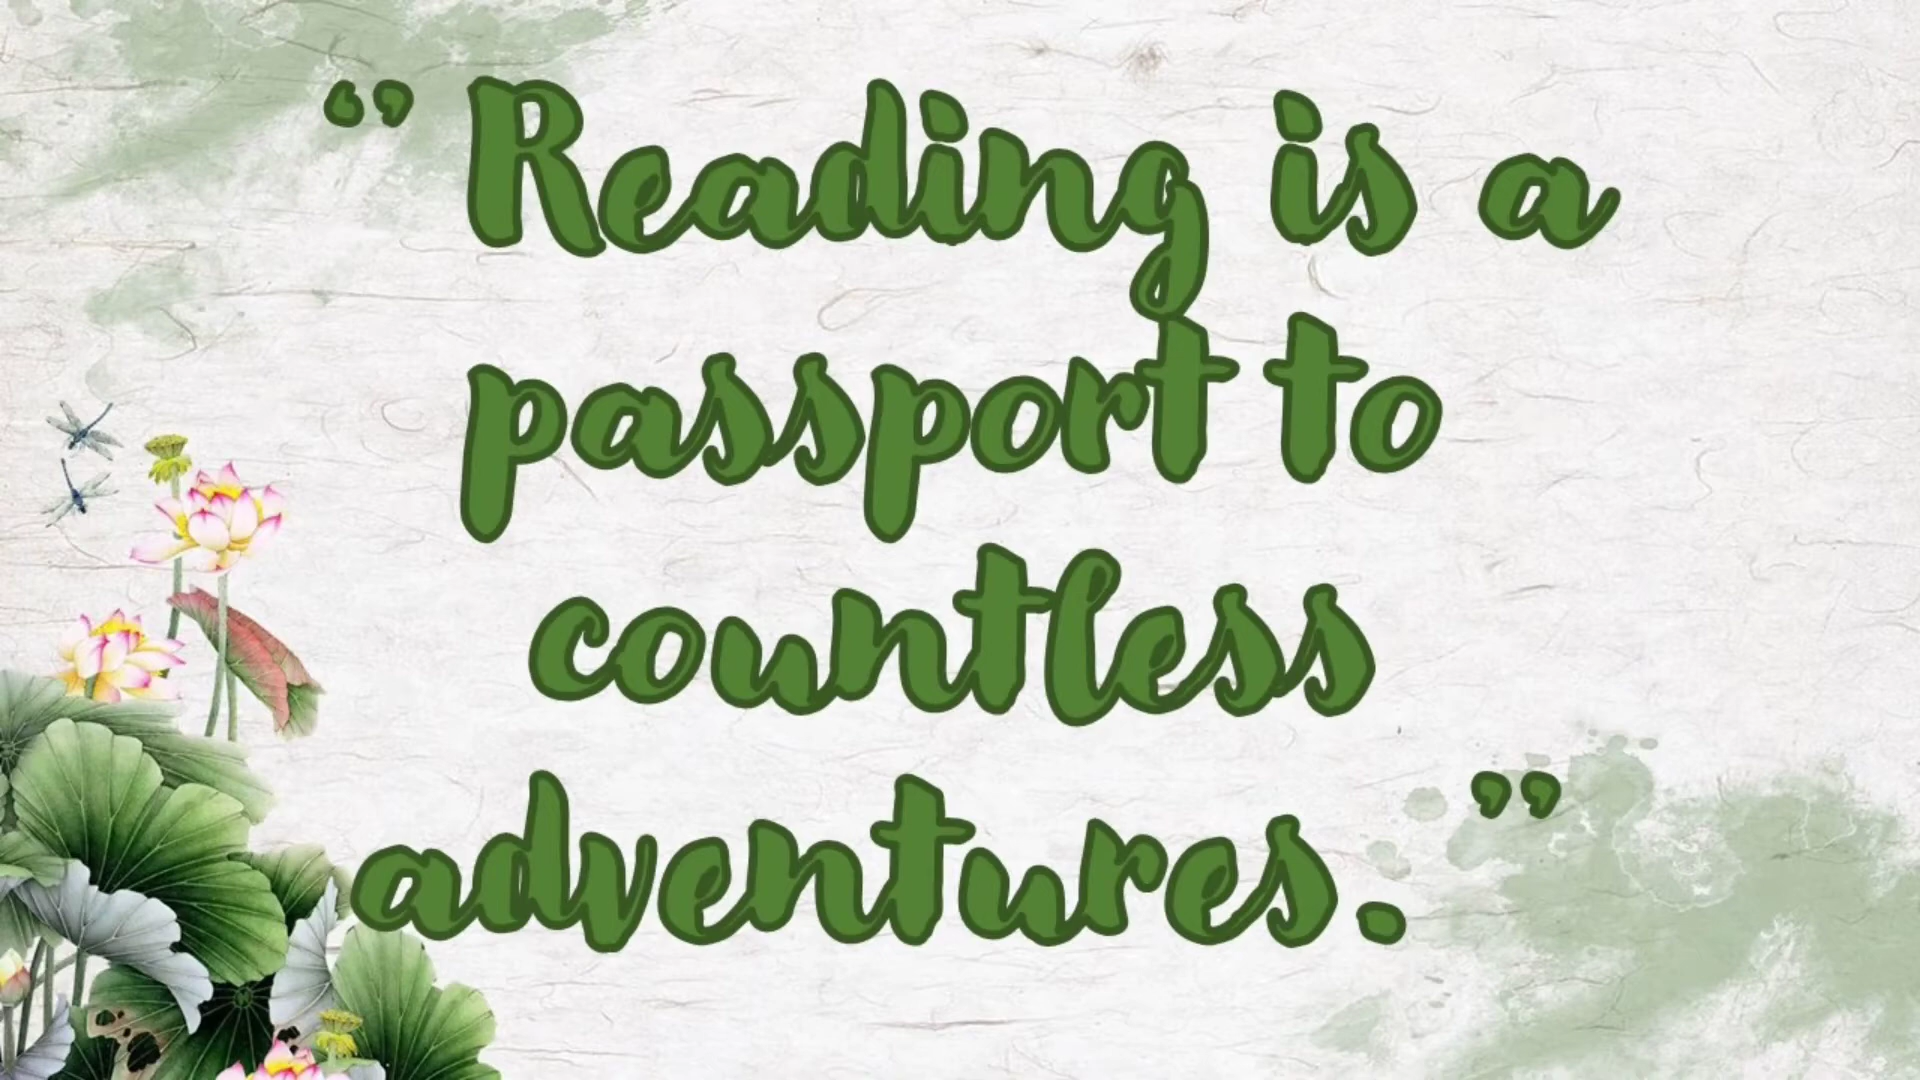 ‘’ Reading is a
passport to
countless
adventures. ’’